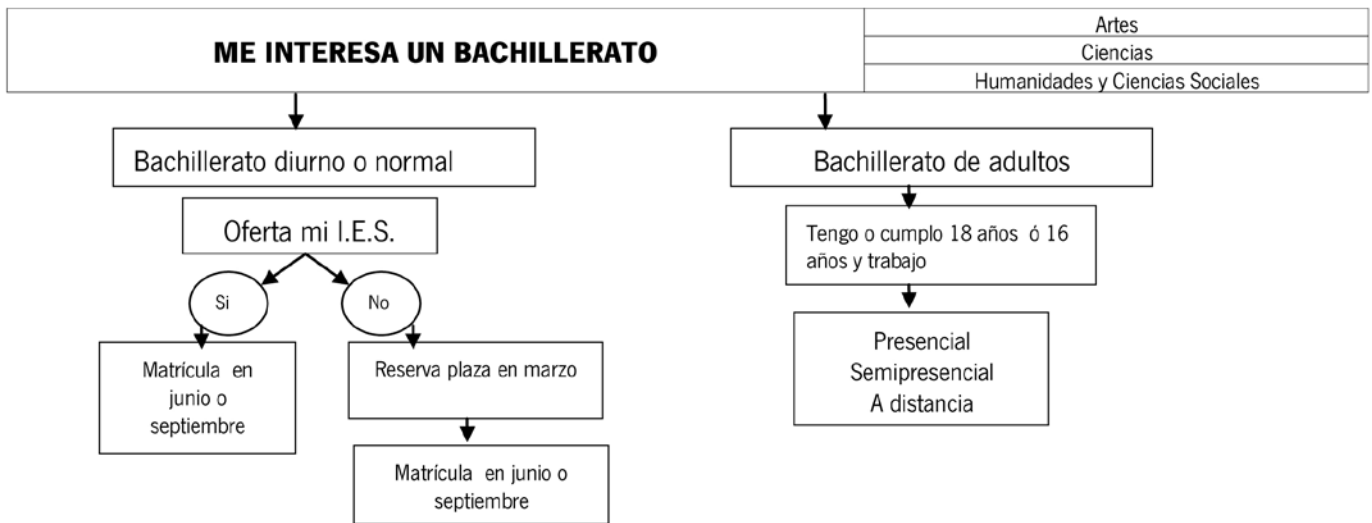 ME INTERESA UN BACHILLERATO
Artes
Ciencias
Humanidades y Ciencias Sociales
Bachillerato diurno o normal
Oferta mi I.E.S.
Si
No
Matrícula en
junio o
septiembre
Reserva plaza en marzo
Matrícula en junio o
septiembre
Bachillerato de adultos
Tengo o cumplo 18 años ó 16
años y trabajo
Presencial
Semipresencial
A distancia